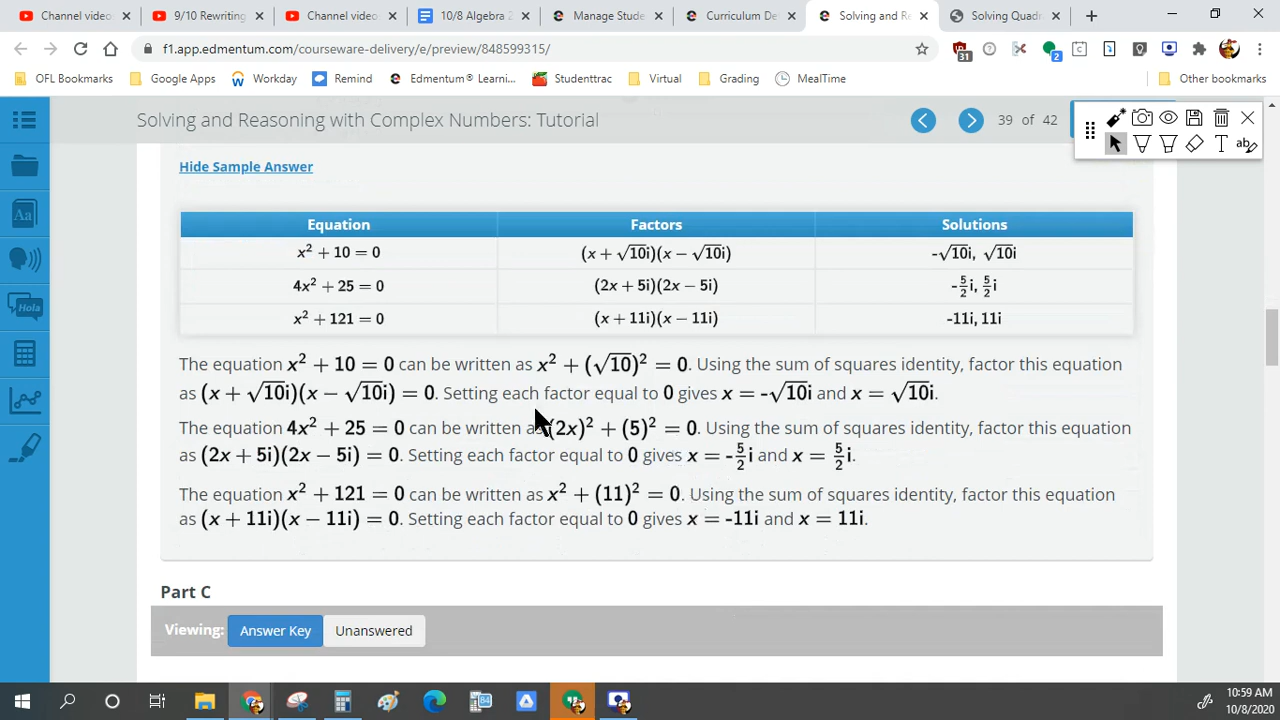 Channel video
9/10 Rewriting
Channel video
10/8 Algebra 2
Manage Stude
Curriculum De
Solving and Re
Solving Quadr
f1.app.edmentum.com/courseware-delivery/e/preview/848599315/
31
2
OFL Bookmarks
Google Apps
Workday
Remind
Edmentum® Learni...
Studenttrac
Virtual
Grading
MealTime
Other bookmarks
Solving and Reasoning with Complex Numbers: Tutorial
39 of 42
Hide Sample Answer
Equation Factors Solutions
x² + 10 = 0 (x + √10i)(x − √10i) -√10i, √10i
4x² + 25 = 0 (2x + 5i)(2x − 5i) -5/2i, 5/2i
x² + 121 = 0 (x + 11i)(x − 11i) -11i, 11i
The equation x² + 10 = 0 can be written as x² + (√10)² = 0. Using the sum of squares identity, factor this equation
as (x + √10i)(x − √10i) = 0. Setting each factor equal to 0 gives x = -√10i and x = √10i.
The equation 4x² + 25 = 0 can be written as (2x)² + (5)² = 0. Using the sum of squares identity, factor this equation
as (2x + 5i)(2x − 5i) = 0. Setting each factor equal to 0 gives x = -5/2i and x = 5/2i.
The equation x² + 121 = 0 can be written as x² + (11)² = 0. Using the sum of squares identity, factor this equation
as (x + 11i)(x − 11i) = 0. Setting each factor equal to 0 gives x = -11i and x = 11i.
Part C
Viewing: Answer Key Unanswered
Aa
Hola
T
ab
10:59 AM
10/8/2020